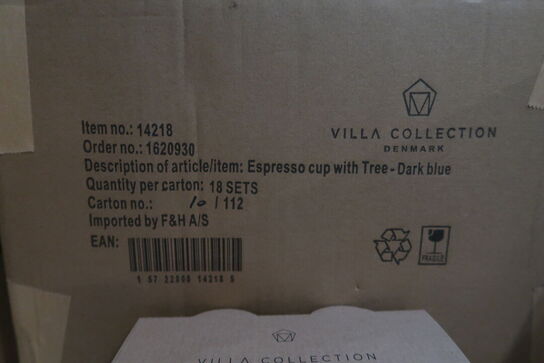 VILLA COLLECTION
DENMARK
Item no.: 14218
Order no.: 1620930
Description of article/item: Espresso cup with Tree - Dark blue
Quantity per carton: 18 SETS
Carton no.: 10 / 112
Imported by F&H A/S
EAN:
FRAGILE
VILLA COLLECTION